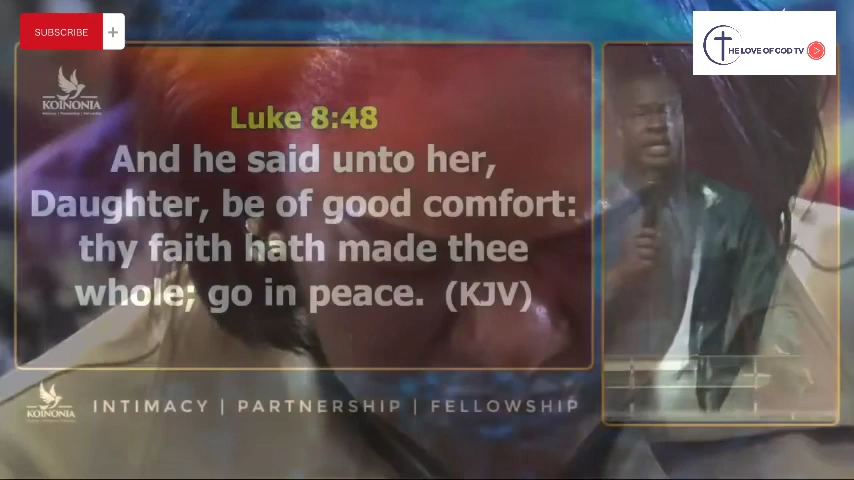 SUBSCRIBE +
THE LOVE OF GOD TV
KOINONIA
Luke 8:48
And he said unto her,
Daughter, be of good comfort:
thy faith hath made thee
whole; go in peace. (KJV)
KOINONIA
INTIMACY | PARTNERSHIP | FELLOWSHIP